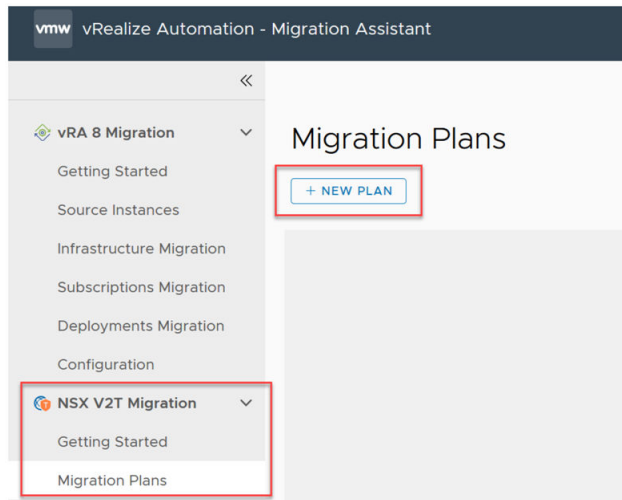 vmw vRealize Automation - Migration Assistant
vRA 8 Migration
Getting Started
Source Instances
Infrastructure Migration
Subscriptions Migration
Deployments Migration
Configuration
NSX V2T Migration
Getting Started
Migration Plans
Migration Plans
+ NEW PLAN